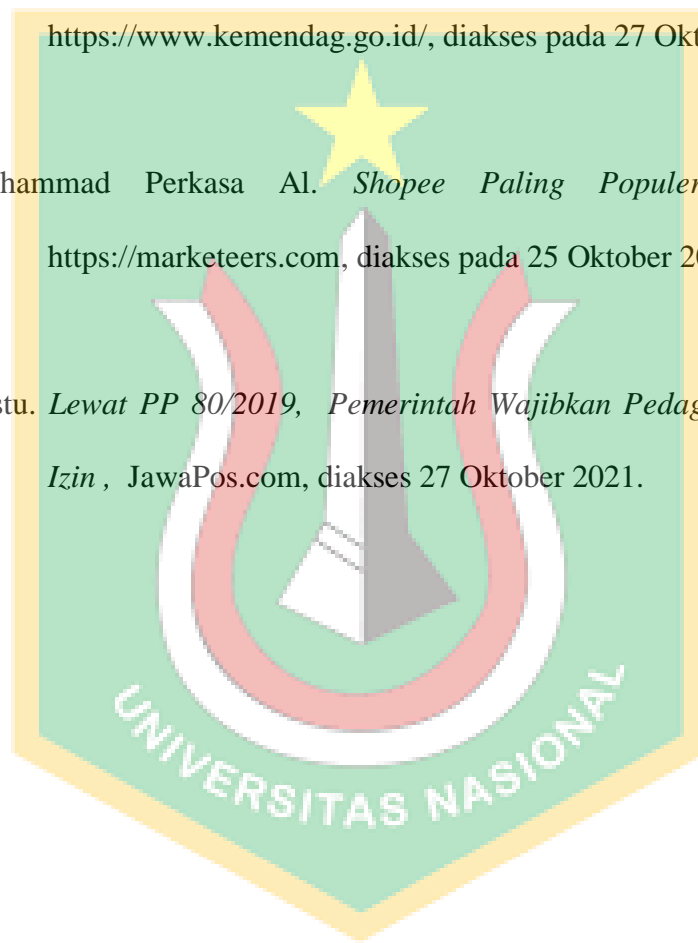 https://www.kemendag.go.id/, diakses pada 27 Okt
hammad Perkasa Al. Shopee Paling Populer
https://marketeers.com, diakses pada 25 Oktober 20
stu. Lewat PP 80/2019, Pemerintah Wajibkan Pedag
Izin , JawaPos.com, diakses 27 Oktober 2021.
UNIVERSITAS NASIONAL